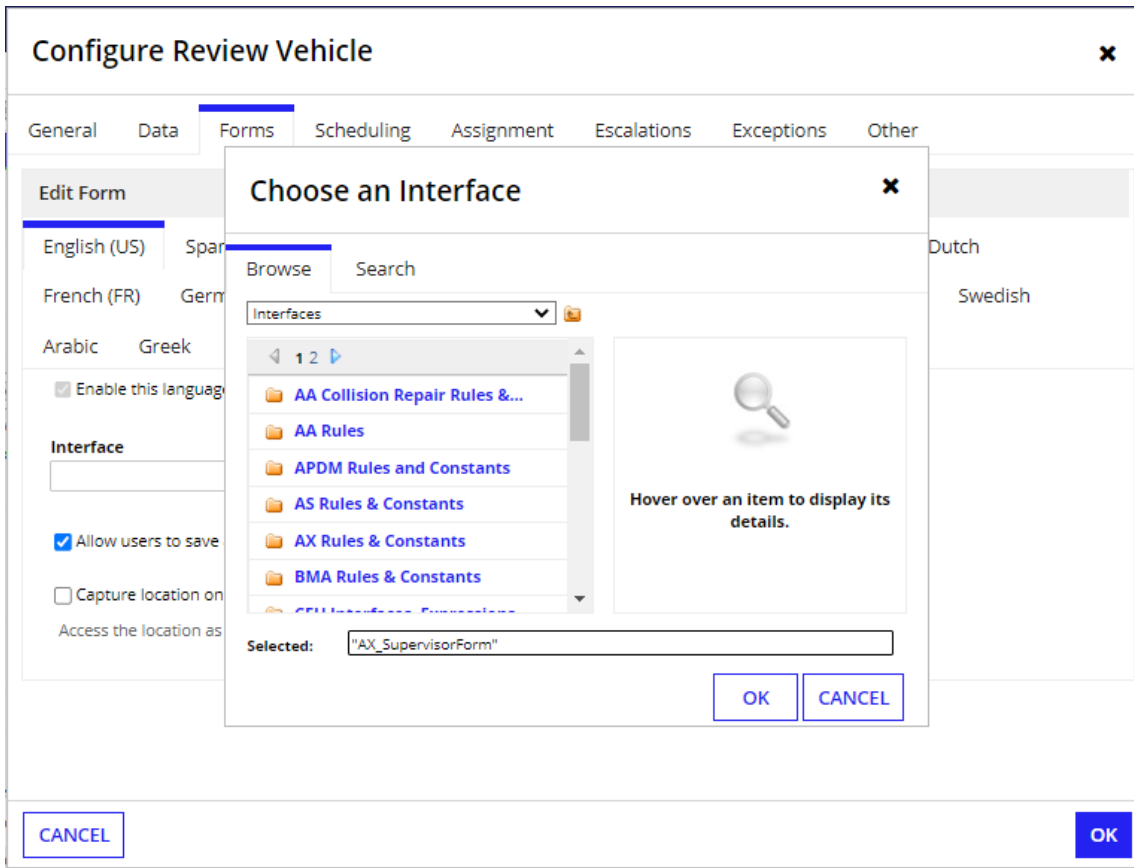 Configure Review Vehicle
General Data Forms Scheduling Assignment Escalations Exceptions Other
Edit Form
Choose an Interface
English (US) Dutch
Browse Search
French (FR) Swedish
Interfaces
Arabic Greek
1 2
Enable this language
AA Collision Repair Rules &...
AA Rules
Interface
APDM Rules and Constants
AS Rules & Constants
Hover over an item to display its
details.
AX Rules & Constants
Allow users to save
BMA Rules & Constants
Capture location on
Access the location as
Selected: "AX_SupervisorForm"
OK CANCEL
CANCEL OK